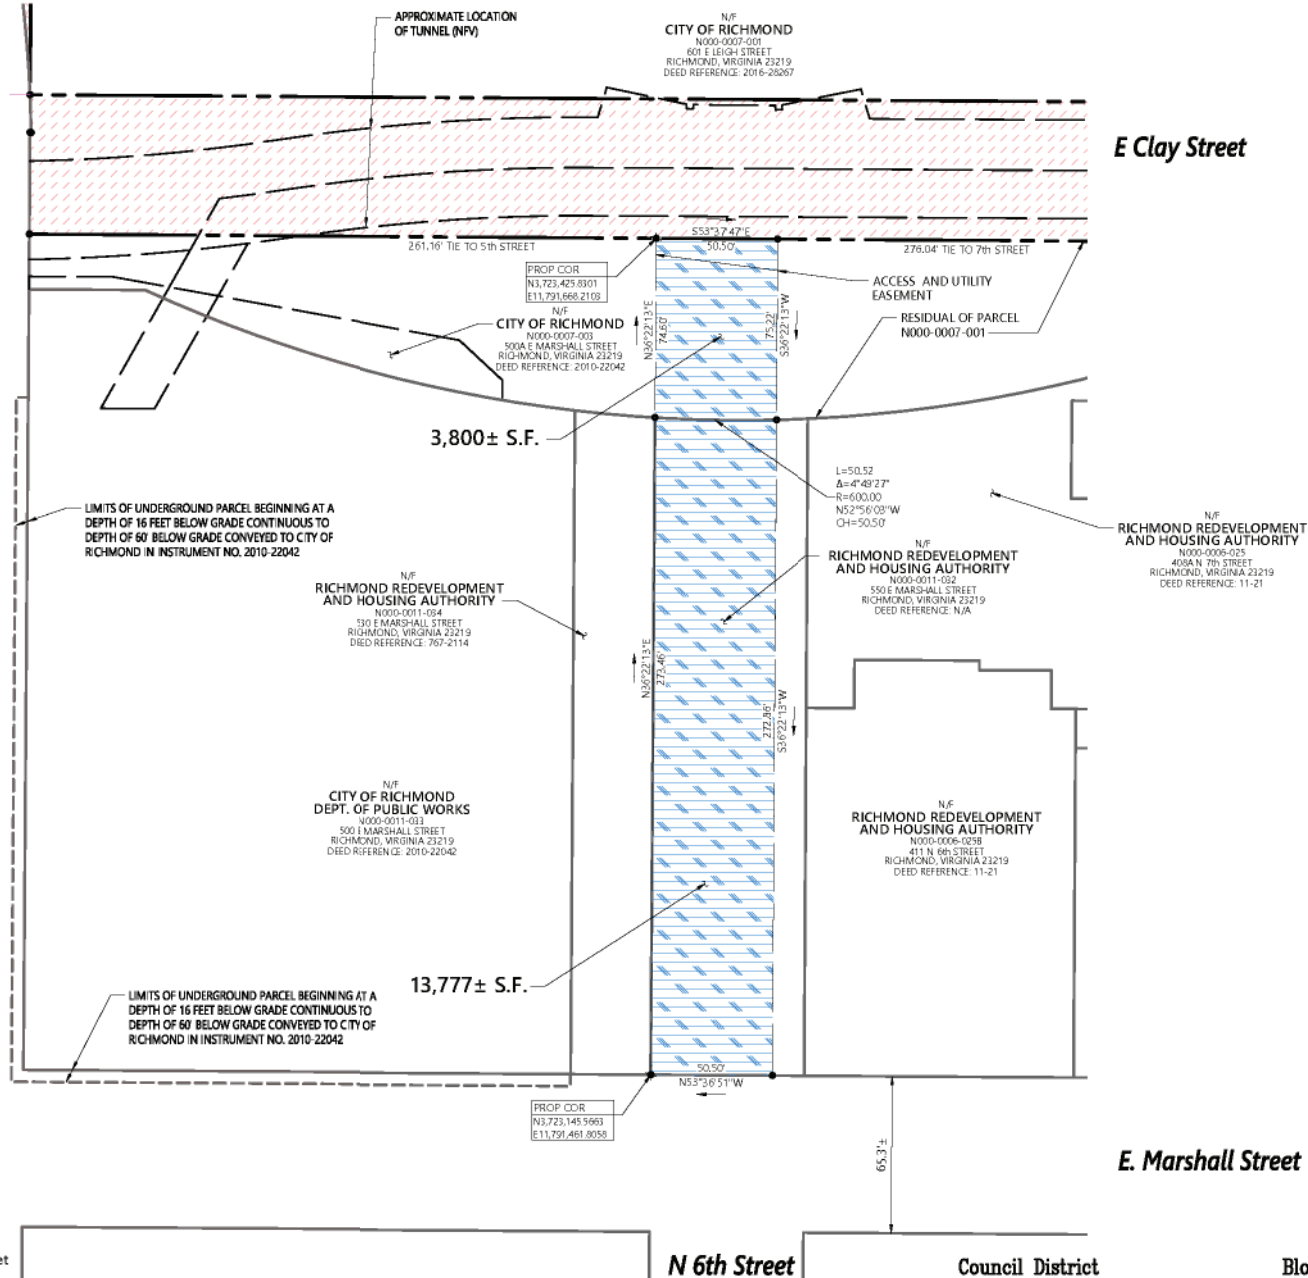 APPROXIMATE LOCATION
OF TUNNEL (NFV)
N/F
CITY OF RICHMOND
N000-0007-001
601 E LEIGH STREET
RICHMOND, VIRGINIA 23219
DEED REFERENCE: 2016-26267
E Clay Street
S53°37'47"E
50.50'
261.16' TIE TO 5th STREET
276.04' TIE TO 7th STREET
PROP COR
N3,723,425.8301
E11,791,668.2103
ACCESS AND UTILITY
EASEMENT
RESIDUAL OF PARCEL
N000-0007-001
N/F
CITY OF RICHMOND
N000-0007-003
500A E MARSHALL STREET
RICHMOND, VIRGINIA 23219
DEED REFERENCE: 2010-22042
N36°22'13"E
74.60'
75.22'
S36°22'13"W
3,800± S.F.
L=50.52
Δ=4°49'27"
R=600.00
N52°56'03"W
CH=50.50'
LIMITS OF UNDERGROUND PARCEL BEGINNING AT A
DEPTH OF 16 FEET BELOW GRADE CONTINUOUS TO
DEPTH OF 60' BELOW GRADE CONVEYED TO CITY OF
RICHMOND IN INSTRUMENT NO. 2010-22042
N/F
RICHMOND REDEVELOPMENT
AND HOUSING AUTHORITY
N000-0006-025
408A N 7th STREET
RICHMOND, VIRGINIA 23219
DEED REFERENCE: 11-21
N/F
RICHMOND REDEVELOPMENT
AND HOUSING AUTHORITY
N000-0011-032
550 E MARSHALL STREET
RICHMOND, VIRGINIA 23219
DEED REFERENCE: N/A
N/F
RICHMOND REDEVELOPMENT
AND HOUSING AUTHORITY
N000-0011-034
530 E MARSHALL STREET
RICHMOND, VIRGINIA 23219
DEED REFERENCE: 767-2114
N36°22'13"E
273.46'
272.86'
S36°22'13"W
N/F
CITY OF RICHMOND
DEPT. OF PUBLIC WORKS
N000-0011-033
500 E MARSHALL STREET
RICHMOND, VIRGINIA 23219
DEED REFERENCE: 2010-22042
N/F
RICHMOND REDEVELOPMENT
AND HOUSING AUTHORITY
N000-0006-025B
411 N 6th STREET
RICHMOND, VIRGINIA 23219
DEED REFERENCE: 11-21
13,777± S.F.
LIMITS OF UNDERGROUND PARCEL BEGINNING AT A
DEPTH OF 16 FEET BELOW GRADE CONTINUOUS TO
DEPTH OF 60' BELOW GRADE CONVEYED TO CITY OF
RICHMOND IN INSTRUMENT NO. 2010-22042
50.50'
N53°36'51"W
PROP COR
N3,723,145.5663
E11,791,461.8058
65.3'±
E. Marshall Street
et
N 6th Street
Council District
Blo